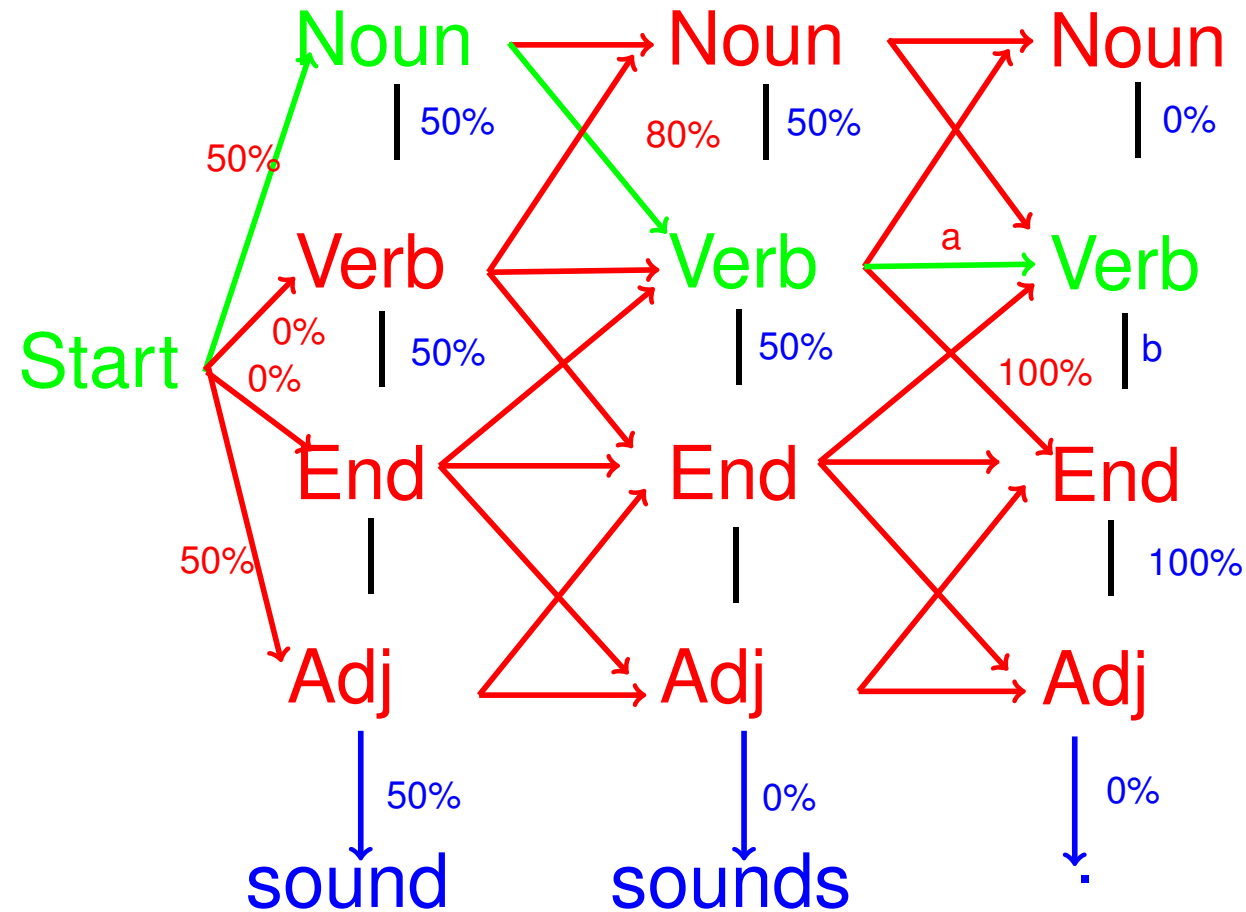 Noun Noun Noun
50% 80% 50% 0%
50%
Verb a Verb Verb
0% 50% 50% b
Start 0% 100%
End End End
50% 100%
Adj Adj Adj
50% 0% 0%
sound sounds .